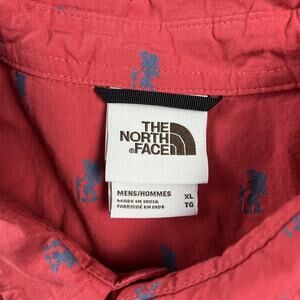 THE
NORTH
FACE
MENS/HOMMES XL
MADE IN INDIA TG
FABRIQUÉ EN INDE